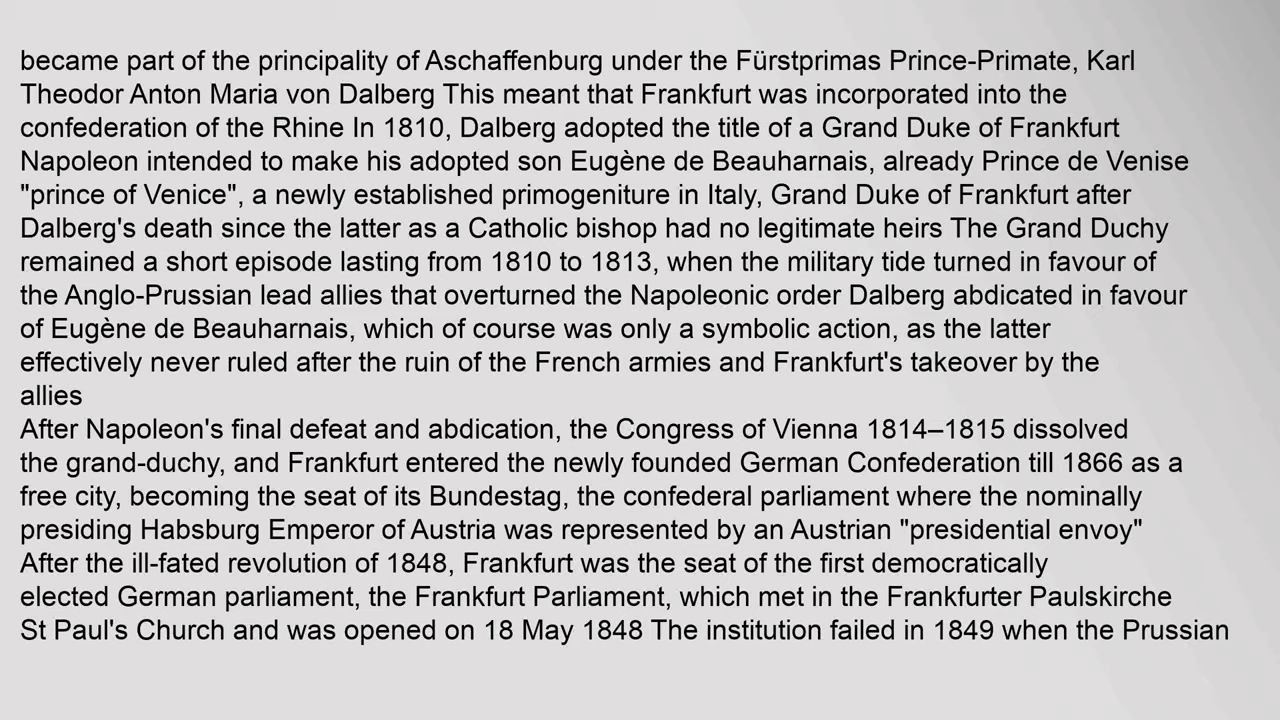 became part of the principality of Aschaffenburg under the Fürstprimas Prince-Primate, Karl
Theodor Anton Maria von Dalberg This meant that Frankfurt was incorporated into the
confederation of the Rhine In 1810, Dalberg adopted the title of a Grand Duke of Frankfurt
Napoleon intended to make his adopted son Eugène de Beauharnais, already Prince de Venise
"prince of Venice", a newly established primogeniture in Italy, Grand Duke of Frankfurt after
Dalberg's death since the latter as a Catholic bishop had no legitimate heirs The Grand Duchy
remained a short episode lasting from 1810 to 1813, when the military tide turned in favour of
the Anglo-Prussian lead allies that overturned the Napoleonic order Dalberg abdicated in favour
of Eugène de Beauharnais, which of course was only a symbolic action, as the latter
effectively never ruled after the ruin of the French armies and Frankfurt's takeover by the
allies
After Napoleon's final defeat and abdication, the Congress of Vienna 1814–1815 dissolved
the grand-duchy, and Frankfurt entered the newly founded German Confederation till 1866 as a
free city, becoming the seat of its Bundestag, the confederal parliament where the nominally
presiding Habsburg Emperor of Austria was represented by an Austrian "presidential envoy"
After the ill-fated revolution of 1848, Frankfurt was the seat of the first democratically
elected German parliament, the Frankfurt Parliament, which met in the Frankfurter Paulskirche
St Paul's Church and was opened on 18 May 1848 The institution failed in 1849 when the Prussian